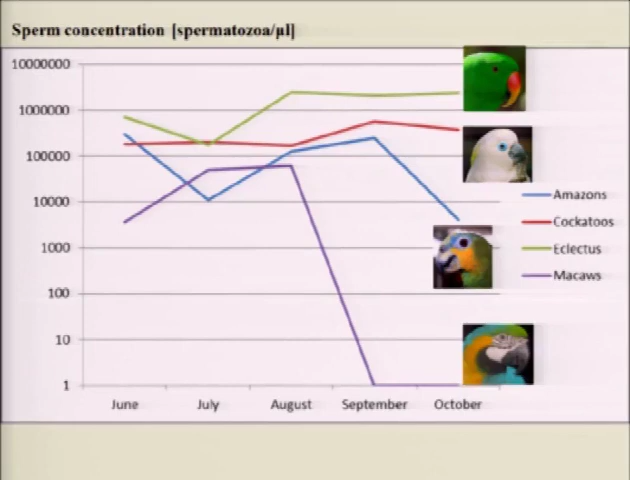 Sperm concentration [spermatozoa/µl]
10000000
1000000
100000
10000
1000
100
10
1
June July August September October
Amazons
Cockatoos
Eclectus
Macaws